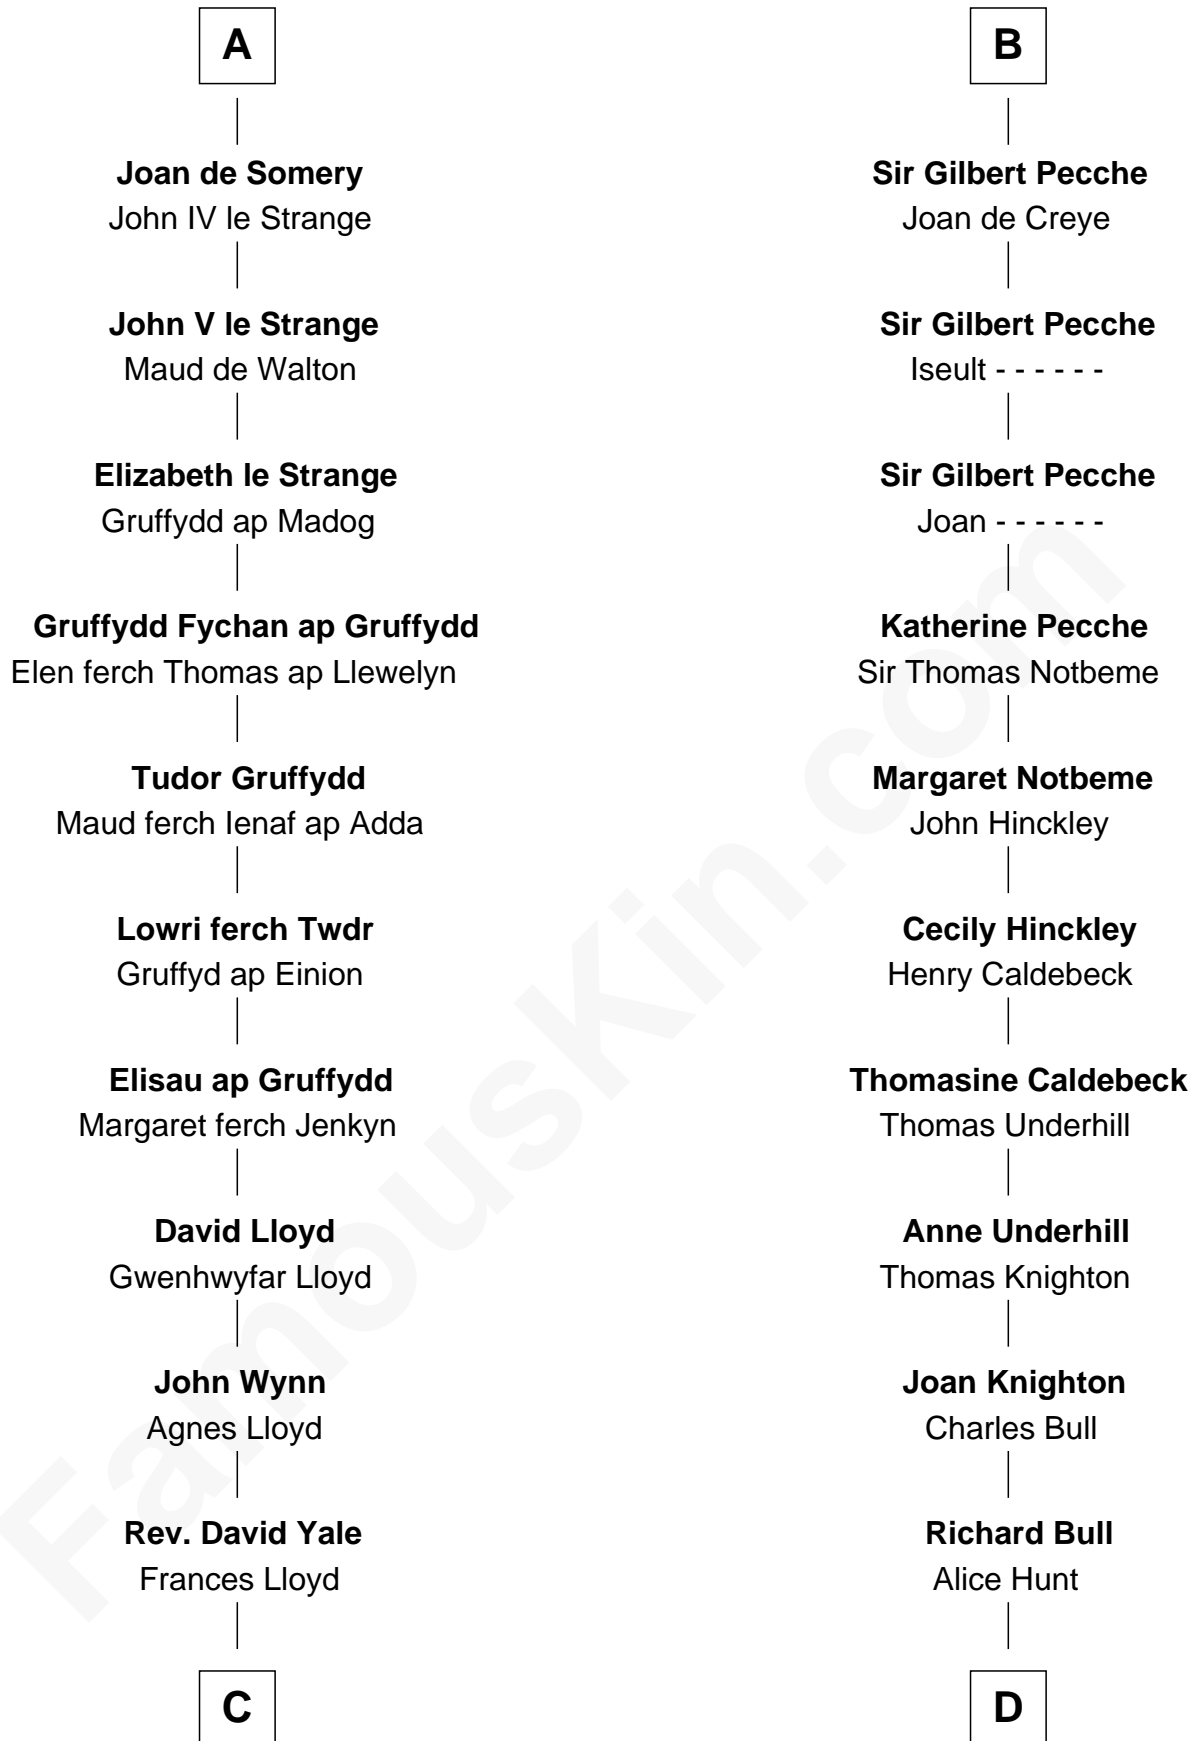 A
Joan de Somery
John IV le Strange
John V le Strange
Maud de Walton
Elizabeth le Strange
Gruffydd ap Madog
Gruffydd Fychan ap Gruffydd
Elen ferch Thomas ap Llewelyn
Tudor Gruffydd
Maud ferch Ienaf ap Adda
Lowri ferch Twdr
Gruffyd ap Einion
Elisau ap Gruffydd
Margaret ferch Jenkyn
David Lloyd
Gwenhwyfar Lloyd
John Wynn
Agnes Lloyd
Rev. David Yale
Frances Lloyd
C
B
Sir Gilbert Pecche
Joan de Creye
Sir Gilbert Pecche
Iseult - - - - - -
Sir Gilbert Pecche
Joan - - - - - -
Katherine Pecche
Sir Thomas Notbeme
Margaret Notbeme
John Hinckley
Cecily Hinckley
Henry Caldebeck
Thomasine Caldebeck
Thomas Underhill
Anne Underhill
Thomas Knighton
Joan Knighton
Charles Bull
Richard Bull
Alice Hunt
D
FamousKin.com